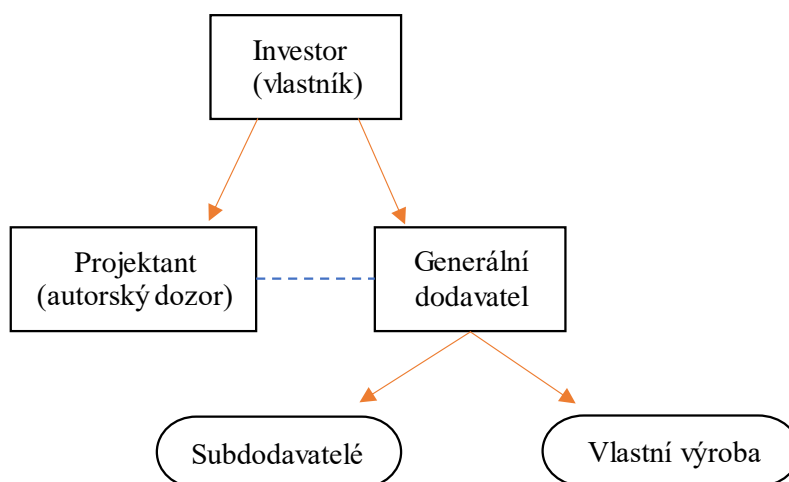 Investor
(vlastník)
Projektant
(autorský dozor)
Generální
dodavatel
Subdodavatelé
Vlastní výroba